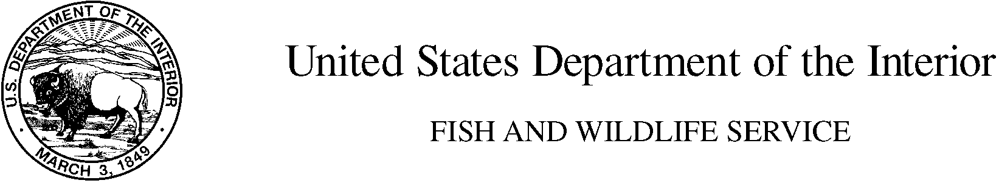 U.S. DEPARTMENT OF THE INTERIOR
MARCH 3, 1849
United States Department of the Interior
FISH AND WILDLIFE SERVICE